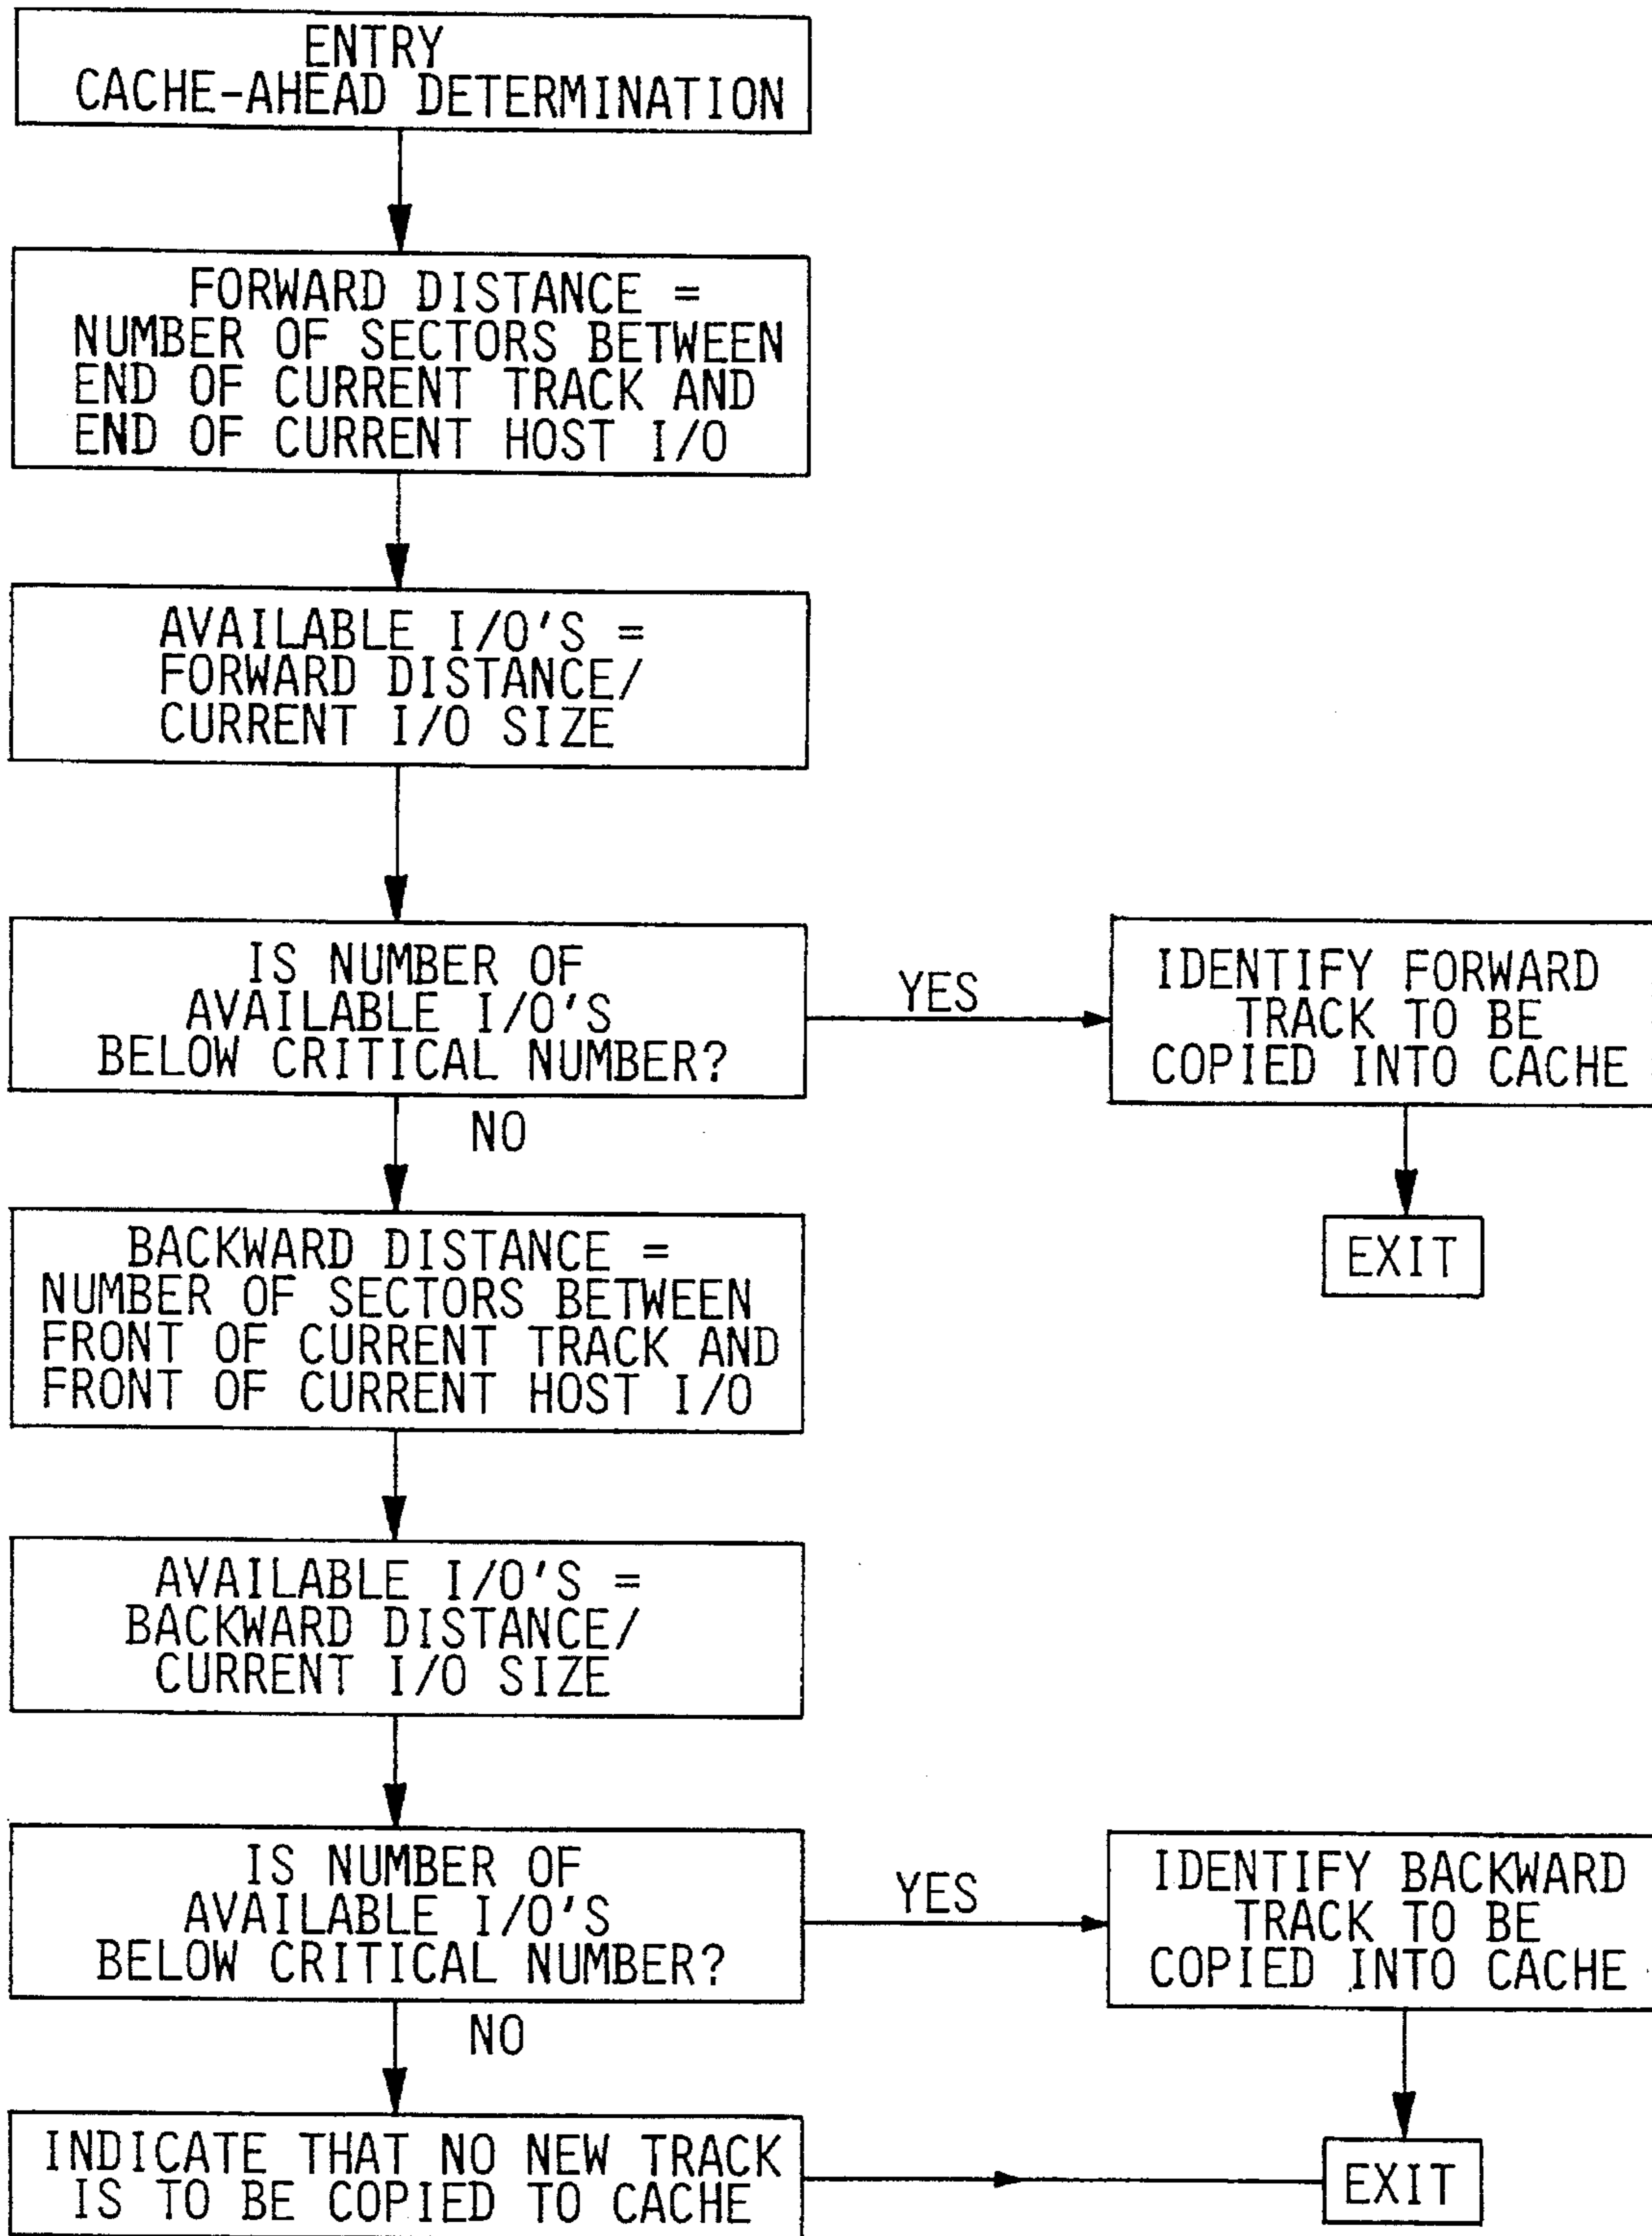 ENTRY
CACHE-AHEAD DETERMINATION
FORWARD DISTANCE =
NUMBER OF SECTORS BETWEEN
END OF CURRENT TRACK AND
END OF CURRENT HOST I/O
AVAILABLE I/O'S =
FORWARD DISTANCE/
CURRENT I/O SIZE
IS NUMBER OF
AVAILABLE I/O'S
BELOW CRITICAL NUMBER?
YES
IDENTIFY FORWARD
TRACK TO BE
COPIED INTO CACHE
NO
EXIT
BACKWARD DISTANCE =
NUMBER OF SECTORS BETWEEN
FRONT OF CURRENT TRACK AND
FRONT OF CURRENT HOST I/O
AVAILABLE I/O'S =
BACKWARD DISTANCE/
CURRENT I/O SIZE
IS NUMBER OF
AVAILABLE I/O'S
BELOW CRITICAL NUMBER?
YES
IDENTIFY BACKWARD
TRACK TO BE
COPIED INTO CACHE
NO
INDICATE THAT NO NEW TRACK
IS TO BE COPIED TO CACHE
EXIT